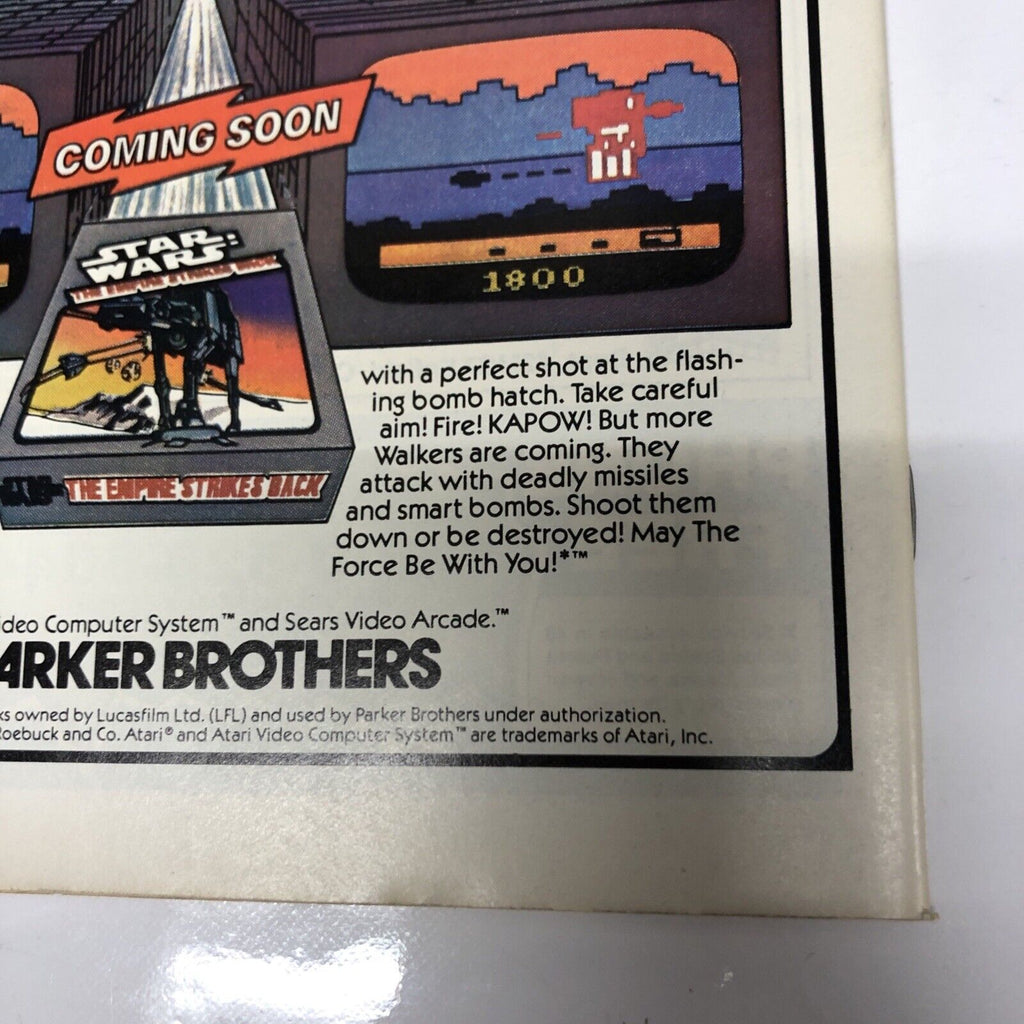 COMING SOON
STAR
WARS
THE EMPIRE STRIKES BACK
1800
THE EMPIRE STRIKES BACK
with a perfect shot at the flash-
ing bomb hatch. Take careful
aim! Fire! KAPOW! But more
Walkers are coming. They
attack with deadly missiles
and smart bombs. Shoot them
down or be destroyed! May The
Force Be With You!*™
ideo Computer System™ and Sears Video Arcade.™
ARKER BROTHERS
ks owned by Lucasfilm Ltd. (LFL) and used by Parker Brothers under authorization.
Roebuck and Co. Atari® and Atari Video Computer System™ are trademarks of Atari, Inc.